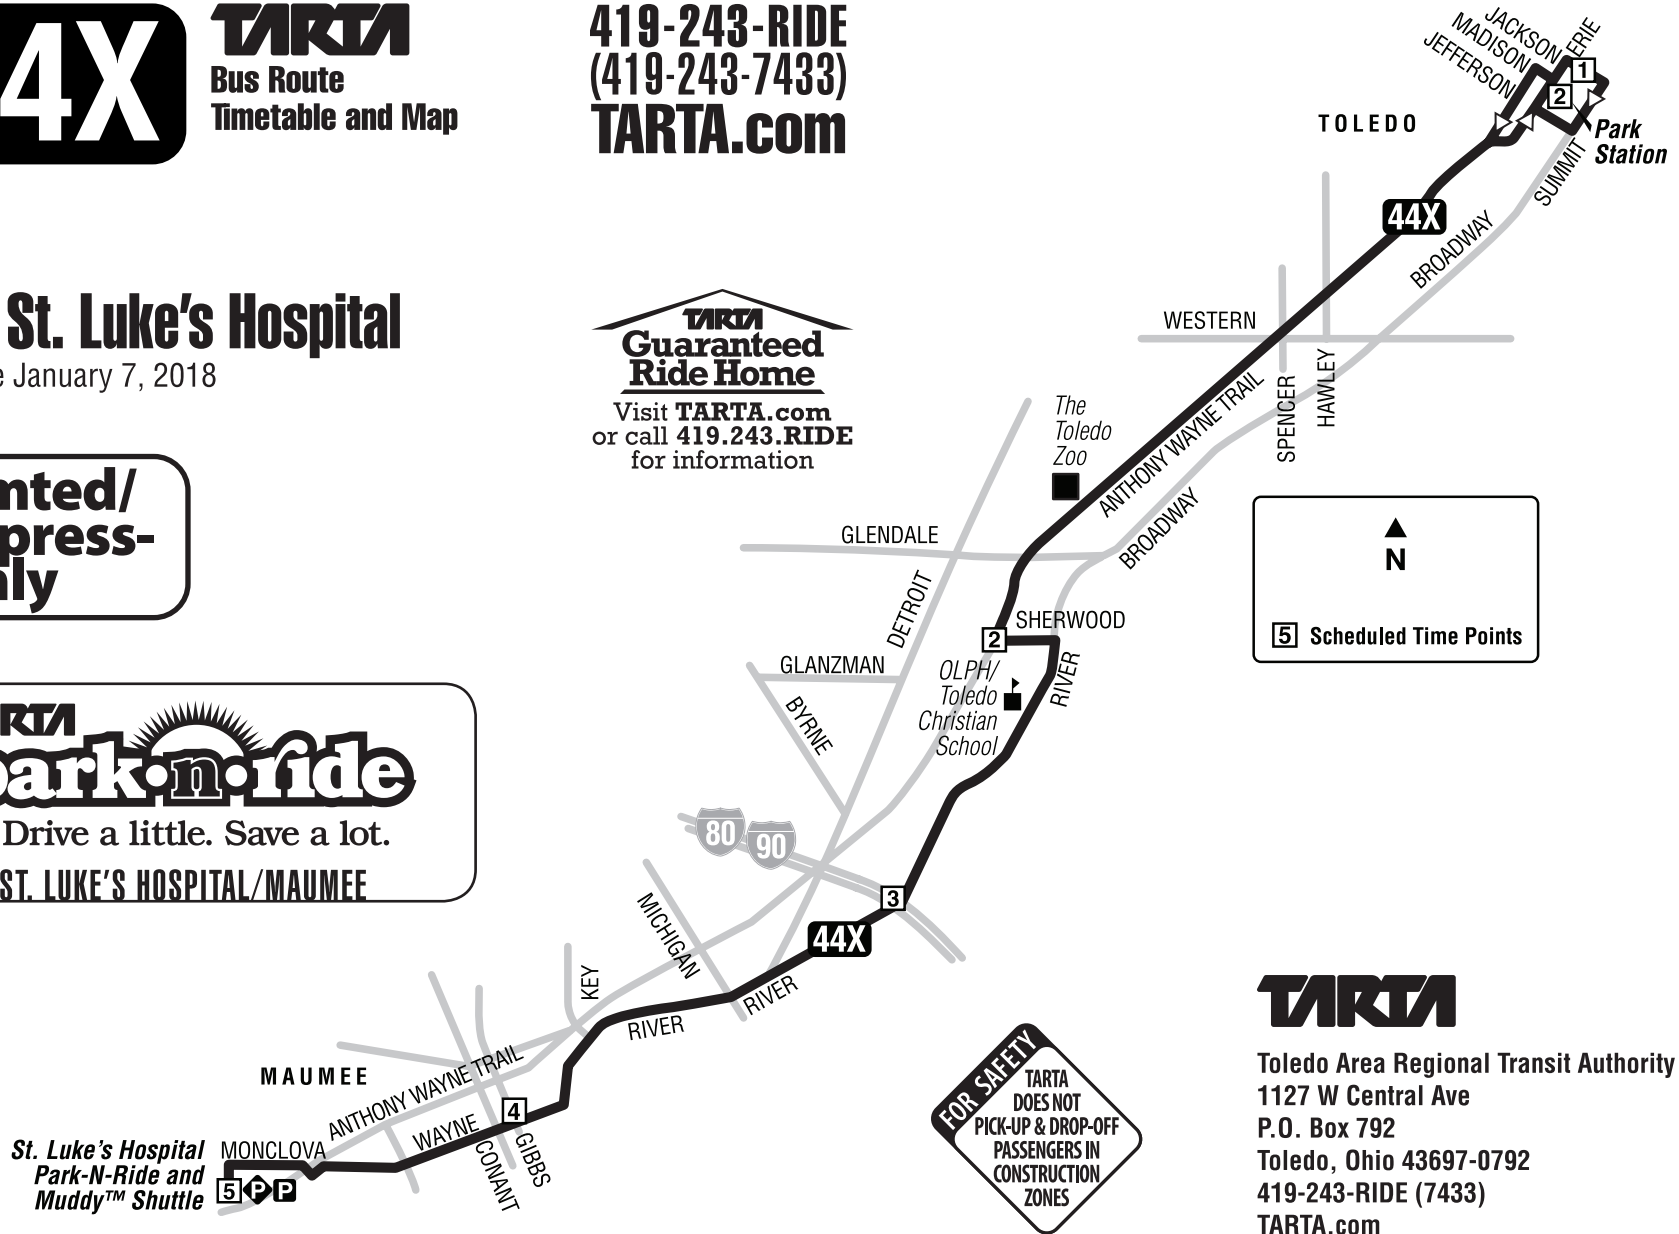 4X
TARTA
Bus Route
Timetable and Map
419-243-RIDE
(419-243-7433)
TARTA.com
St. Luke's Hospital
January 7, 2018
TARTA
Guaranteed
Ride Home
Visit TARTA.com
or call 419.243.RIDE
for information
park•n•ride
Drive a little. Save a lot.
ST. LUKE'S HOSPITAL/MAUMEE
JACKSON
MADISON
JEFFERSON
ERIE
1
2
TOLEDO
Park
Station
SUMMIT
44X
BROADWAY
WESTERN
SPENCER
HAWLEY
ANTHONY WAYNE TRAIL
The
Toledo
Zoo
BROADWAY
GLENDALE
DETROIT
SHERWOOD
2
RIVER
OLPH/
Toledo
Christian
School
GLANZMAN
BYRNE
80
90
3
44X
MICHIGAN
RIVER
KEY
RIVER
MAUMEE
ANTHONY WAYNE TRAIL
4
WAYNE
GIBBS
CONANT
MONCLOVA
St. Luke's Hospital
Park-N-Ride and
Muddy™ Shuttle
5 P P
N
5 Scheduled Time Points
FOR SAFETY
TARTA
DOES NOT
PICK-UP & DROP-OFF
PASSENGERS IN
CONSTRUCTION
ZONES
TARTA
Toledo Area Regional Transit Authority
1127 W Central Ave
P.O. Box 792
Toledo, Ohio 43697-0792
419-243-RIDE (7433)
TARTA.com